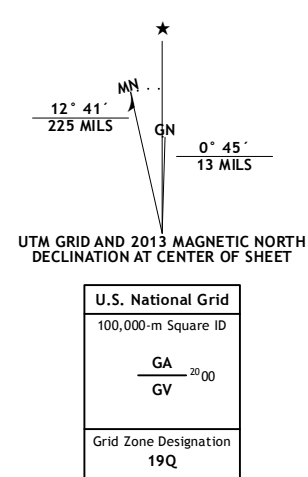 ★
MN
GN
12° 41´
225 MILS
0° 45´
13 MILS
UTM GRID AND 2013 MAGNETIC NORTH
DECLINATION AT CENTER OF SHEET
U.S. National Grid
100,000-m Square ID
GA
GV
2000
Grid Zone Designation
19Q